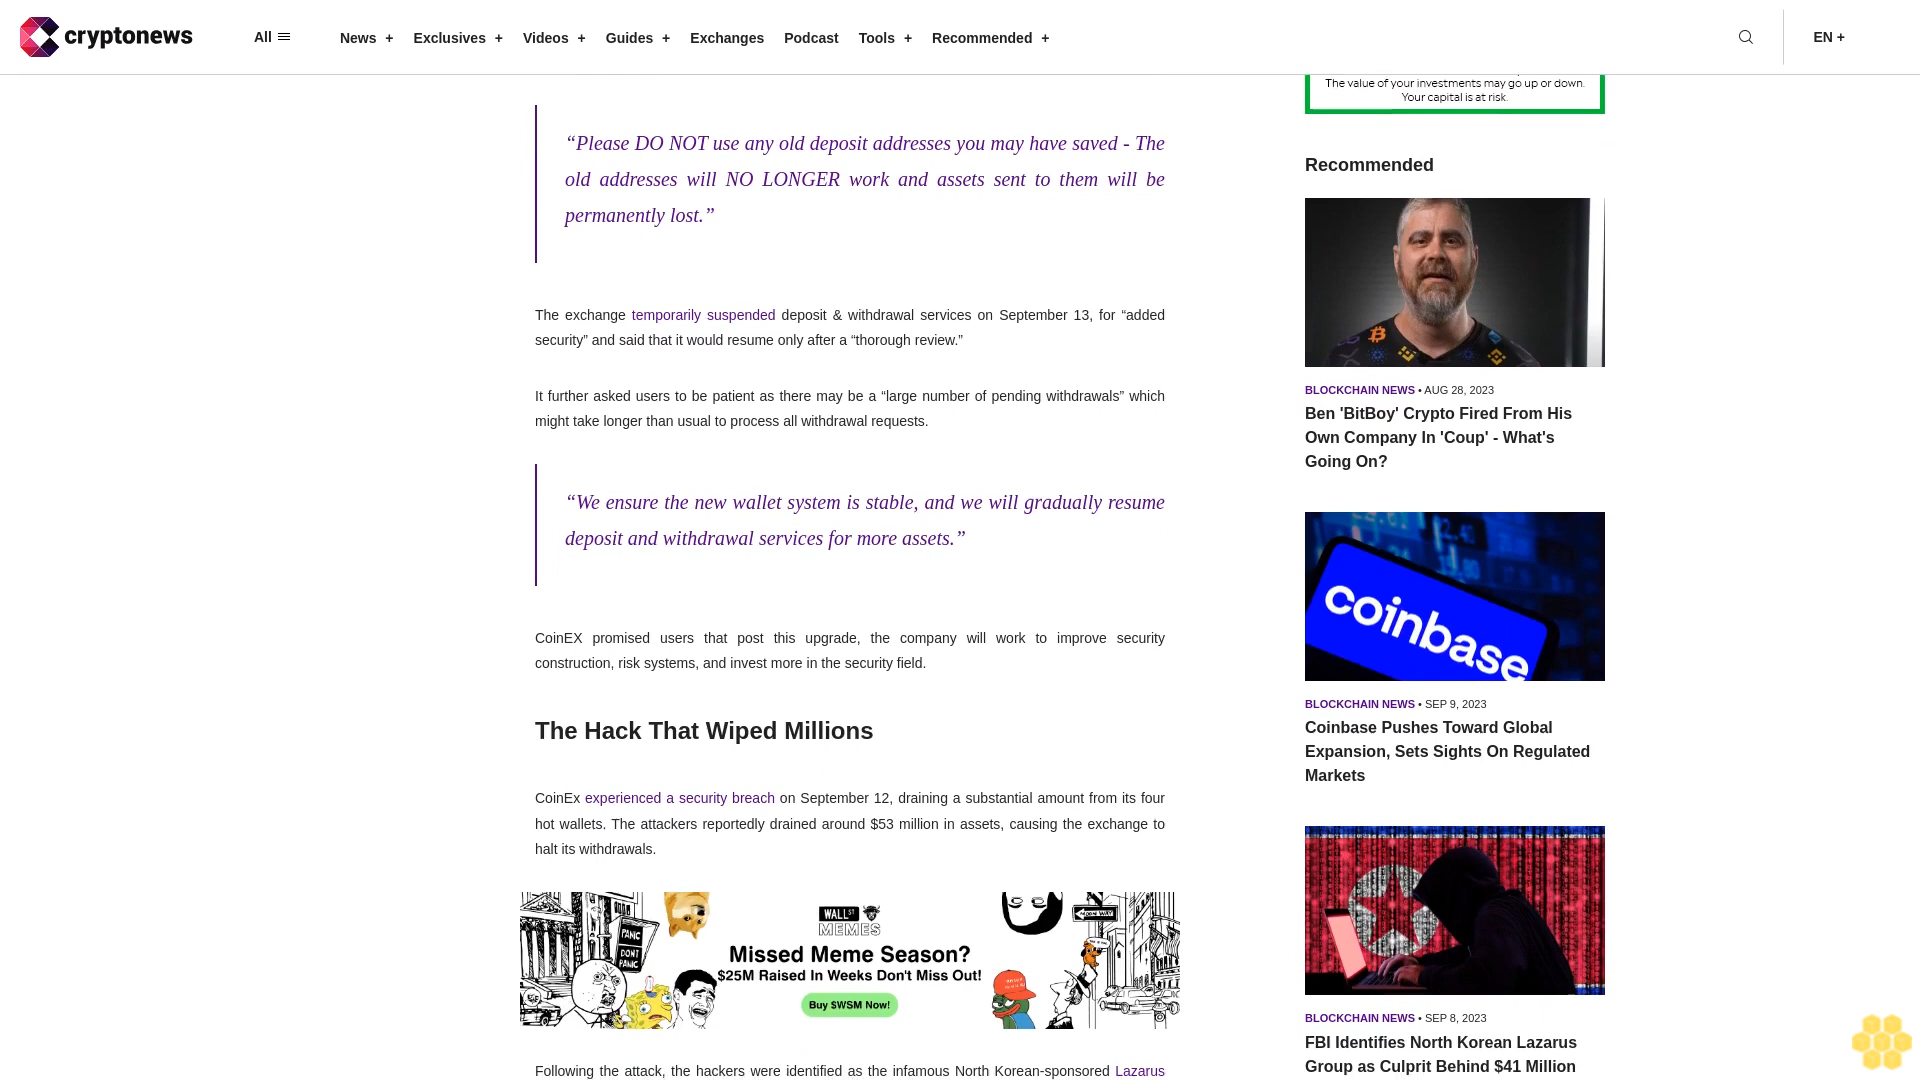 cryptonews
All
News +
Exclusives +
Videos +
Guides +
Exchanges
Podcast
Tools +
Recommended +
EN +
“Please DO NOT use any old deposit addresses you may have saved - The
old addresses will NO LONGER work and assets sent to them will be
permanently lost.”
The exchange temporarily suspended deposit & withdrawal services on September 13, for “added
security” and said that it would resume only after a “thorough review.”
It further asked users to be patient as there may be a “large number of pending withdrawals” which
might take longer than usual to process all withdrawal requests.
“We ensure the new wallet system is stable, and we will gradually resume
deposit and withdrawal services for more assets.”
CoinEX promised users that post this upgrade, the company will work to improve security
construction, risk systems, and invest more in the security field.
The Hack That Wiped Millions
CoinEx experienced a security breach on September 12, draining a substantial amount from its four
hot wallets. The attackers reportedly drained around $53 million in assets, causing the exchange to
halt its withdrawals.
PANIC
DONT
PANIC
WALL ST
MEMES
Missed Meme Season?
$25M Raised In Weeks Don't Miss Out!
Buy $WSM Now!
Following the attack, the hackers were identified as the infamous North Korean-sponsored Lazarus
The value of your investments may go up or down.
Your capital is at risk.
Recommended
BLOCKCHAIN NEWS • AUG 28, 2023
Ben 'BitBoy' Crypto Fired From His
Own Company In 'Coup' - What's
Going On?
coinbase
BLOCKCHAIN NEWS • SEP 9, 2023
Coinbase Pushes Toward Global
Expansion, Sets Sights On Regulated
Markets
BLOCKCHAIN NEWS • SEP 8, 2023
FBI Identifies North Korean Lazarus
Group as Culprit Behind $41 Million